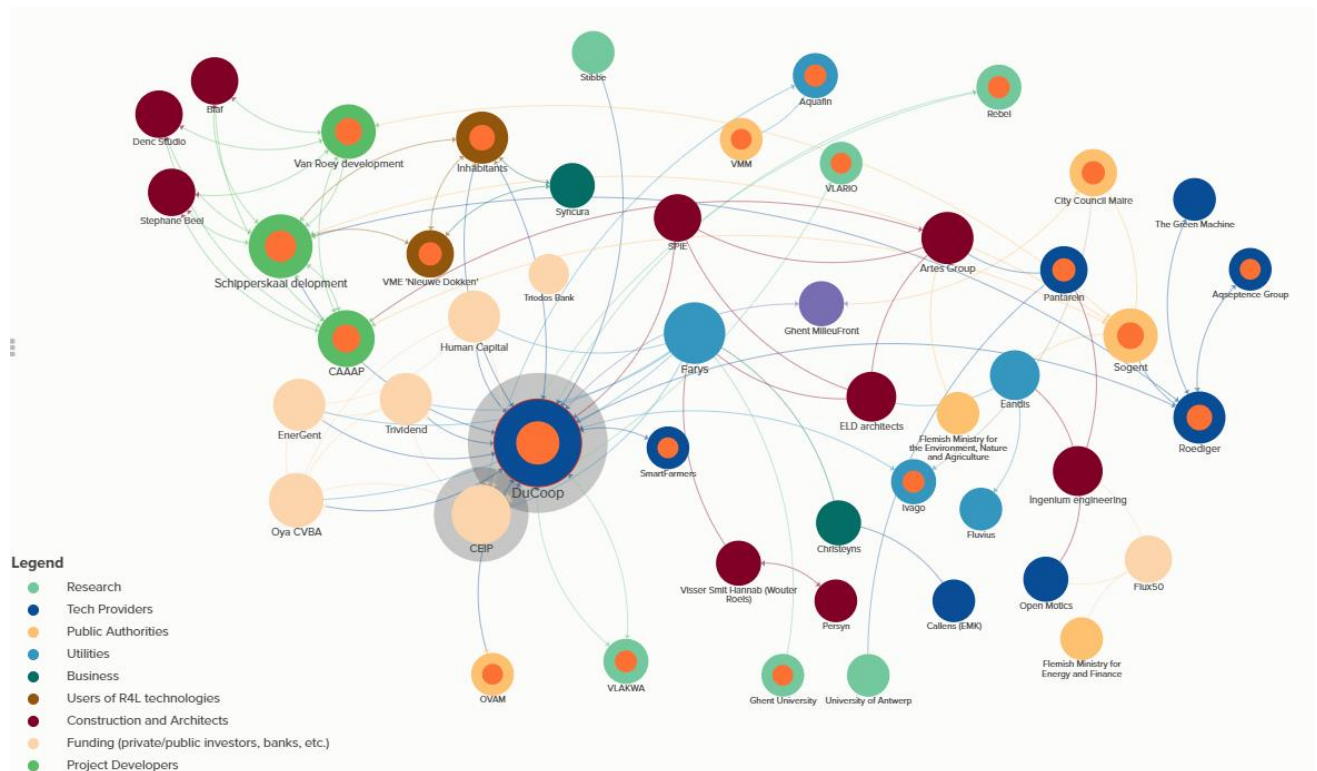 Stibbe
Aquafin
Rebel
Blaf
Denc Studio
Van Roey development
Inhabitants
VMM
VLARIO
City Council Maire
The Green Machine
Stephane Beel
Syncura
SPIE
Schipperskaal delopment
VME 'Nieuwe Dokken'
Triodos Bank
Artes Group
Pantarein
Aqseptence Group
Human Capital
Ghent MilieuFront
Farys
Sogent
CAAAP
EnerGent
Trividend
ELD architects
Eandis
Flemish Ministry for
the Environment, Nature
and Agriculture
Roediger
SmartFarmers
DuCoop
Ivago
Ingenium engineering
Oya CVBA
CEIP
Christeyns
Fluvius
Visser Smit Hannab (Wouter
Roels)
Persyn
Callens (EMK)
Open Motics
Flux50
Flemish Ministry for
Energy and Finance
OVAM
VLAKWA
Ghent University
University of Antwerp
Legend
Research
Tech Providers
Public Authorities
Utilities
Business
Users of R4L technologies
Construction and Architects
Funding (private/public investors, banks, etc.)
Project Developers